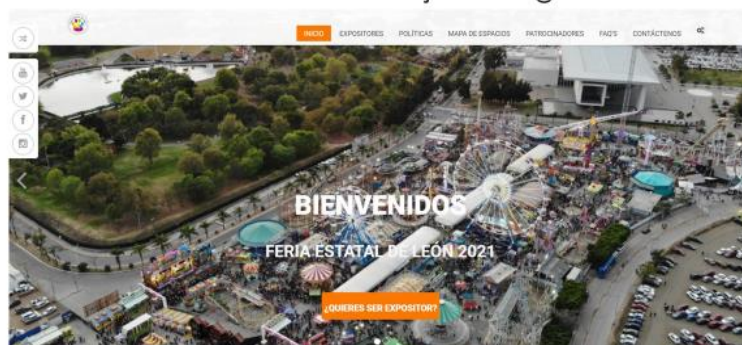 INICIO EXPOSITORES POLÍTICAS MAPA DE ESPACIOS PATROCINADORES FAQ'S CONTÁCTENOS
BIENVENIDOS
FERIA ESTATAL DE LEÓN 2021
¿QUIERES SER EXPOSITOR?